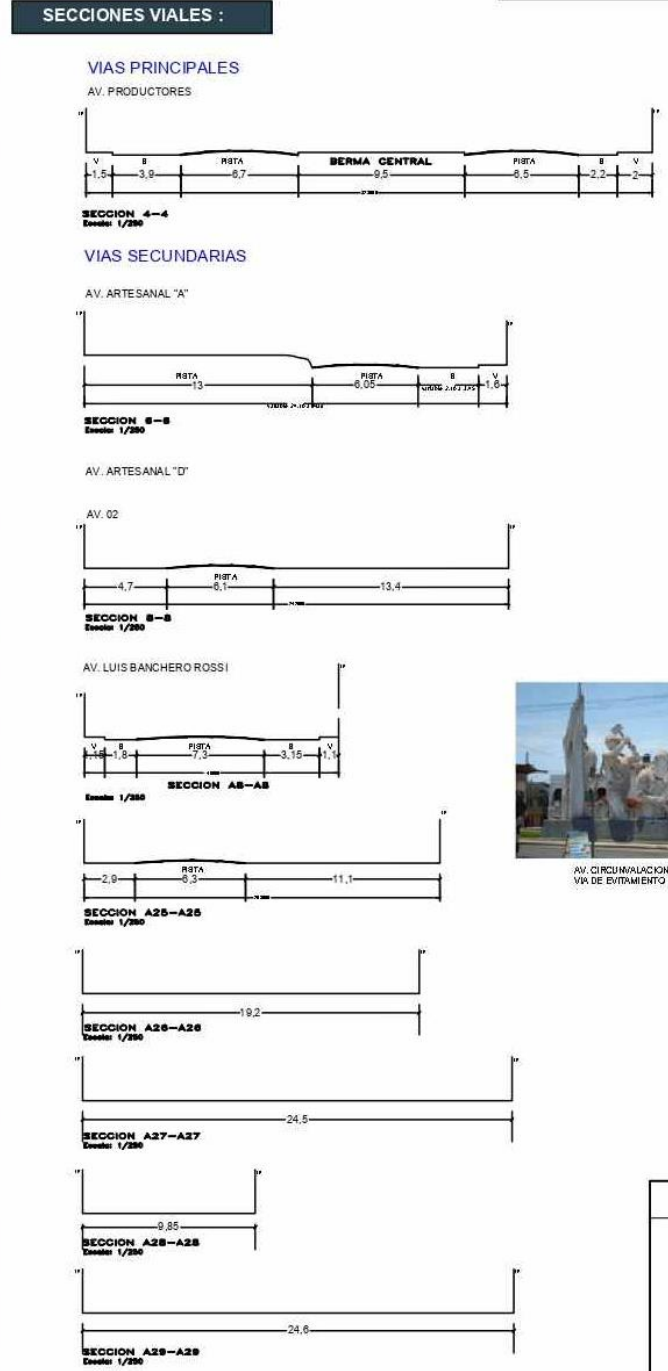 SECCIONES VIALES :
VIAS PRINCIPALES
AV. PRODUCTORES
V B PISTA BERMA CENTRAL PISTA B V
1,5 3,9 6,7 9,5 6,5 2,2 2
SECCION 4-4
Escala: 1/250
VIAS SECUNDARIAS
AV. ARTESANAL "A"
PISTA PISTA B V
13 6,05 1,6
SECCION 6-6
Escala: 1/250
AV. ARTESANAL "D"
AV. 02
PISTA
4,7 6,1 13,4
SECCION 8-8
Escala: 1/250
AV. LUIS BANCHERO ROSSI
V B PISTA B V
1,15 1,8 7,3 3,15 1,1
SECCION A8-A8
Escala: 1/250
PISTA
2,9 6,3 11,1
SECCION A25-A25
Escala: 1/250
AV. CIRCUNVALACION
VIA DE EVITAMIENTO
19,2
SECCION A26-A26
Escala: 1/250
24,5
SECCION A27-A27
Escala: 1/250
9,85
SECCION A28-A28
Escala: 1/250
24,6
SECCION A29-A29
Escala: 1/250